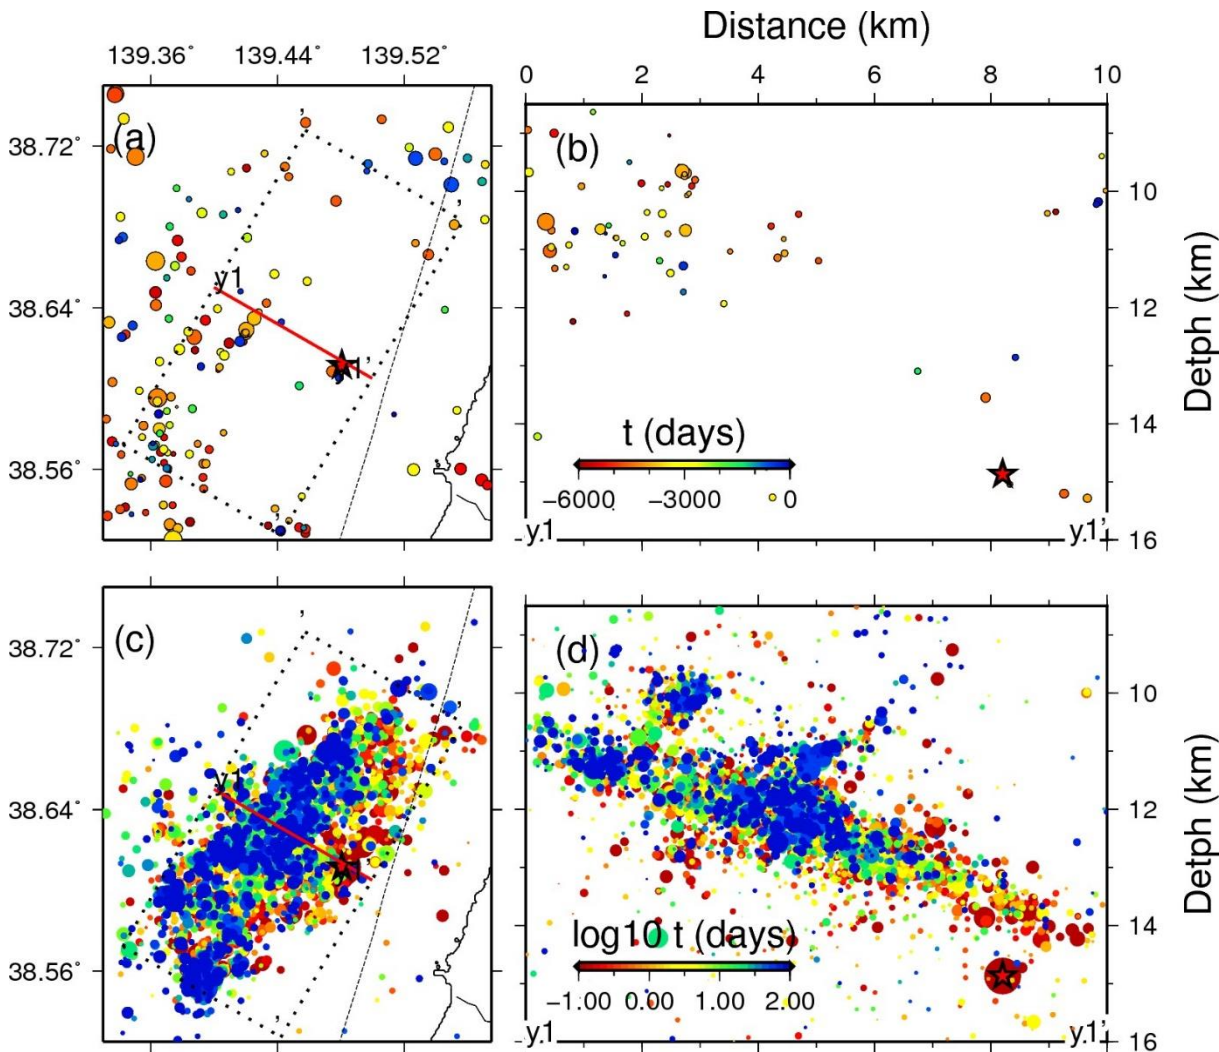 Distance (km)
139.36° 139.44° 139.52°
0 2 4 6 8 10
(a)
(b)
38.72°
38.64°
38.56°
y1
1'
10
12
14
16
Detpth (km)
t (days)
−6000 −3000 0
y1 y1'
(c)
(d)
38.72°
38.64°
38.56°
y1
10
12
14
16
Detpth (km)
log10 t (days)
−1.00 0.00 1.00 2.00
y1 y1'